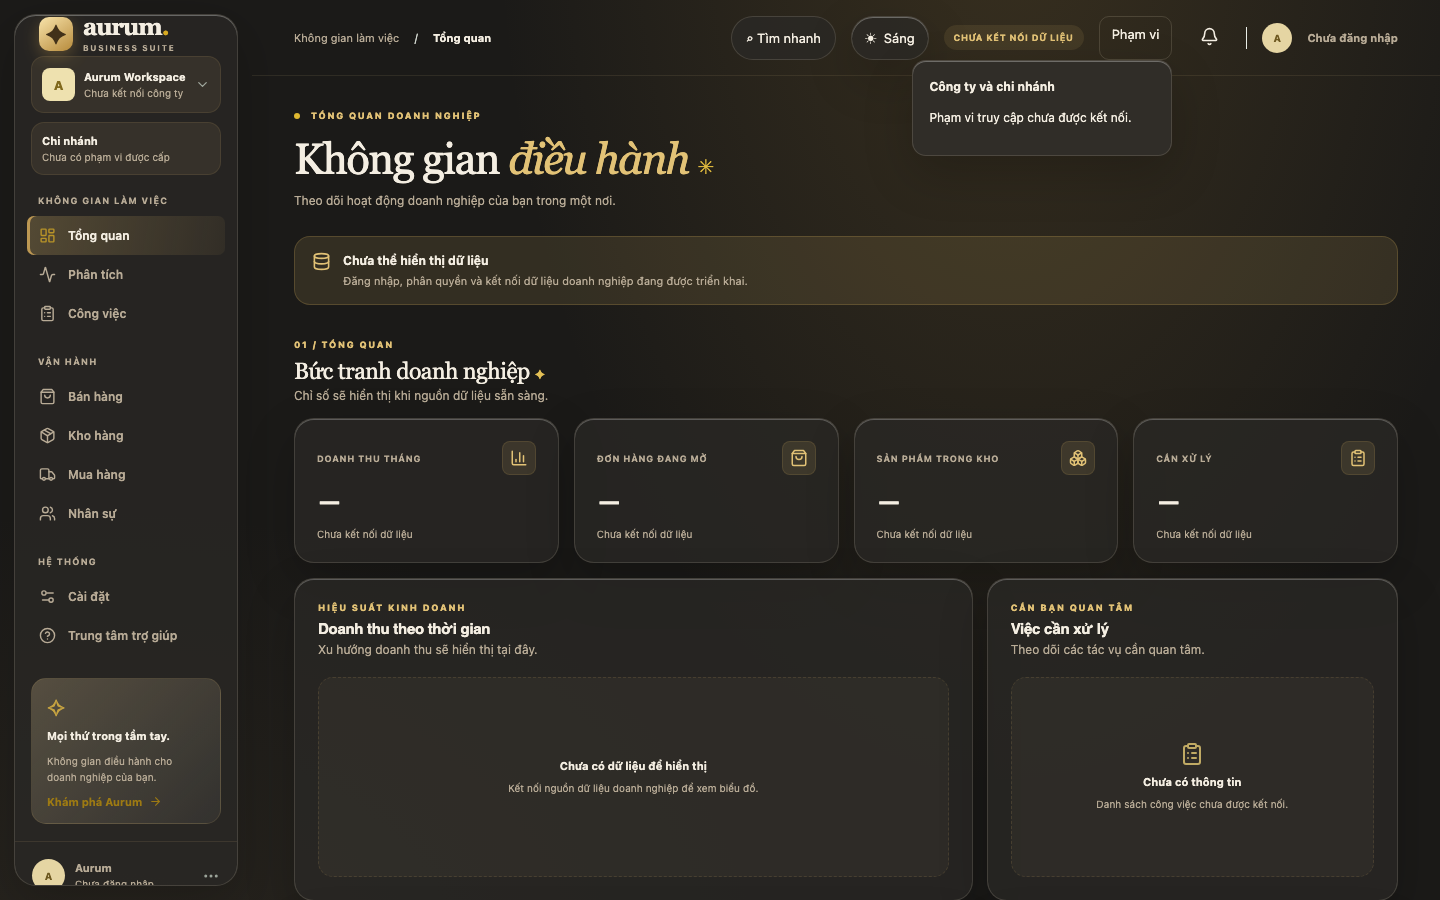 aurum.
BUSINESS SUITE
A
Aurum Workspace
Chưa kết nối công ty
Chi nhánh
Chưa có phạm vi được cấp
KHÔNG GIAN LÀM VIỆC
Tổng quan
Phân tích
Công việc
VẬN HÀNH
Bán hàng
Kho hàng
Mua hàng
Nhân sự
HỆ THỐNG
Cài đặt
Trung tâm trợ giúp
Mọi thứ trong tầm tay.
Không gian điều hành cho
doanh nghiệp của bạn.
Khám phá Aurum →
A
Aurum
Chưa đăng nhập
Không gian làm việc / Tổng quan
Tìm nhanh
Sáng
CHƯA KẾT NỐI DỮ LIỆU
Phạm vi
A
Chưa đăng nhập
Công ty và chi nhánh
Phạm vi truy cập chưa được kết nối.
TỔNG QUAN DOANH NGHIỆP
Không gian điều hành
Theo dõi hoạt động doanh nghiệp của bạn trong một nơi.
Chưa thể hiển thị dữ liệu
Đăng nhập, phân quyền và kết nối dữ liệu doanh nghiệp đang được triển khai.
01 / TỔNG QUAN
Bức tranh doanh nghiệp
Chỉ số sẽ hiển thị khi nguồn dữ liệu sẵn sàng.
DOANH THU THÁNG
—
Chưa kết nối dữ liệu
ĐƠN HÀNG ĐANG MỞ
—
Chưa kết nối dữ liệu
SẢN PHẨM TRONG KHO
—
Chưa kết nối dữ liệu
CẦN XỬ LÝ
—
Chưa kết nối dữ liệu
HIỆU SUẤT KINH DOANH
Doanh thu theo thời gian
Xu hướng doanh thu sẽ hiển thị tại đây.
Chưa có dữ liệu để hiển thị
Kết nối nguồn dữ liệu doanh nghiệp để xem biểu đồ.
CẦN BẠN QUAN TÂM
Việc cần xử lý
Theo dõi các tác vụ cần quan tâm.
Chưa có thông tin
Danh sách công việc chưa được kết nối.